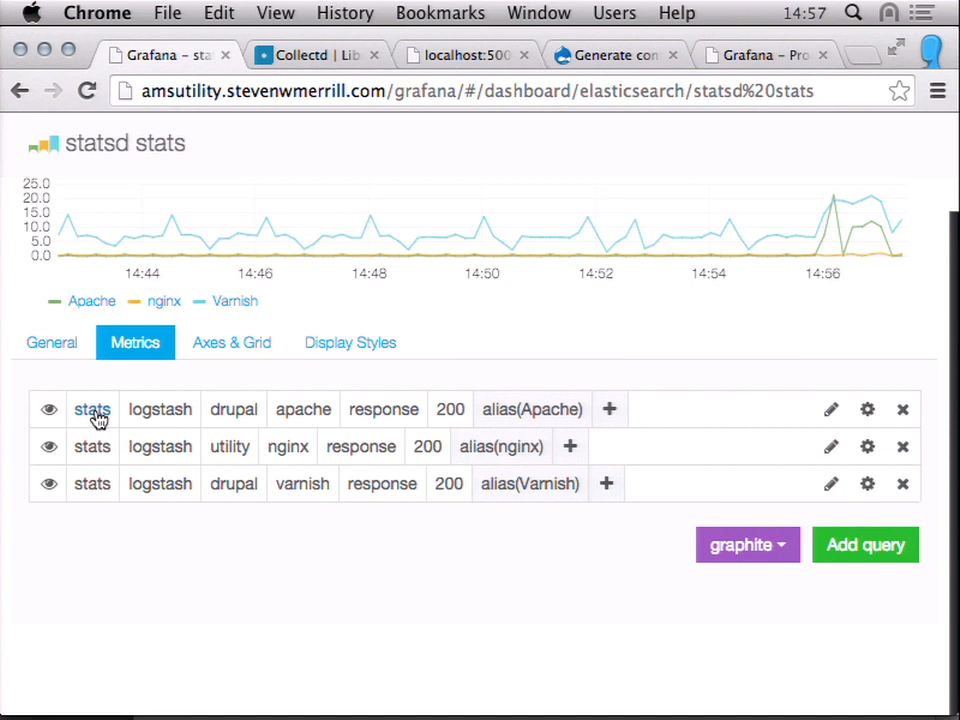 Chrome File Edit View History Bookmarks Window Users Help 14:57
Grafana – sta Collectd | Lib localhost:500 Generate con Grafana – Pro
amsutility.stevenwmerrill.com/grafana/#/dashboard/elasticsearch/statsd%20stats
statsd stats
25.0
20.0
15.0
10.0
5.0
0.0
14:44 14:46 14:48 14:50 14:52 14:54 14:56
Apache nginx Varnish
General Metrics Axes & Grid Display Styles
stats logstash drupal apache response 200 alias(Apache) +
stats logstash utility nginx response 200 alias(nginx) +
stats logstash drupal varnish response 200 alias(Varnish) +
graphite Add query